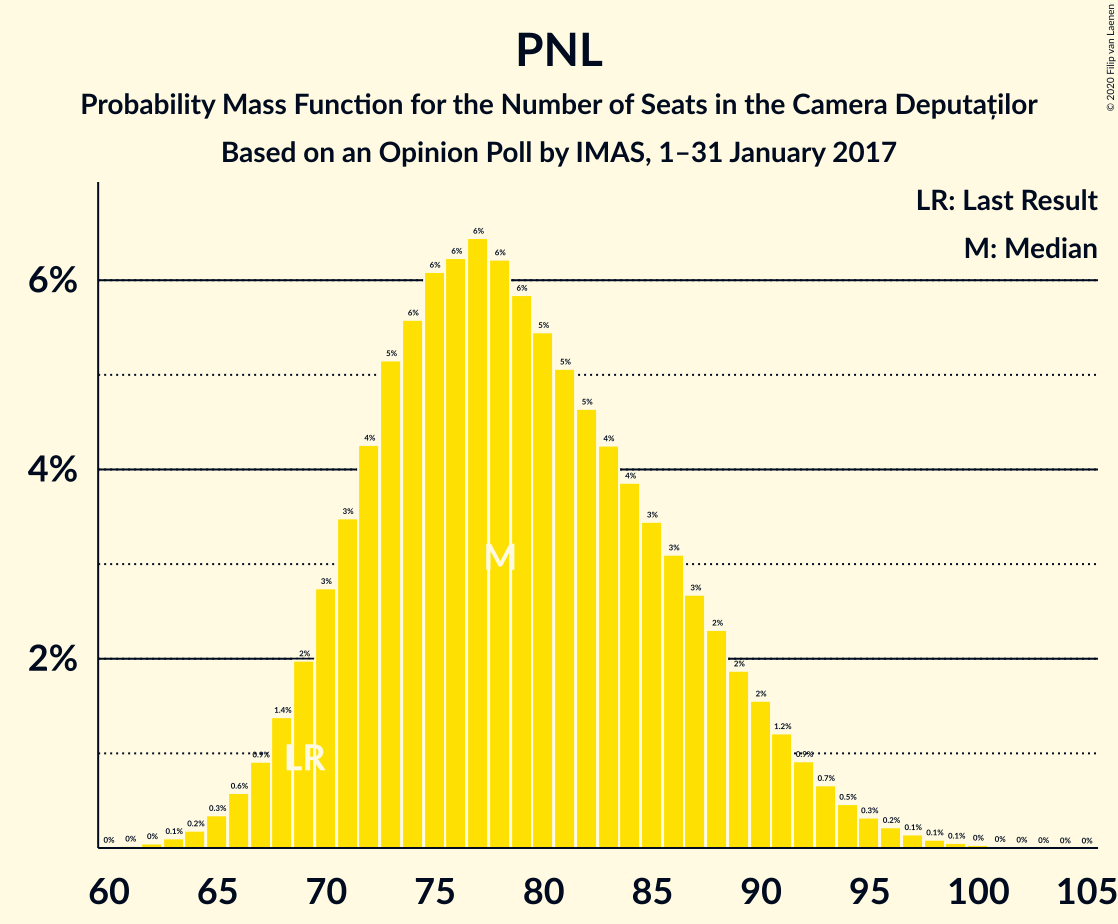 PNL
Probability Mass Function for the Number of Seats in the Camera Deputaților
Based on an Opinion Poll by IMAS, 1–31 January 2017
© 2020 Filip van Laenen
LR: Last Result
M: Median
6%
4%
2%
0% 0% 0% 0.1% 0.2% 0.3% 0.6% 0.9% 1.4% 2% 3% 3% 4% 5% 6% 6% 6% 6% 6% 6% 5% 5% 5% 4% 4% 3% 3% 3% 2% 2% 2% 1.2% 0.9% 0.7% 0.5% 0.3% 0.2% 0.1% 0.1% 0.1% 0% 0% 0% 0% 0% 0%
M
LR
60 65 70 75 80 85 90 95 100 105